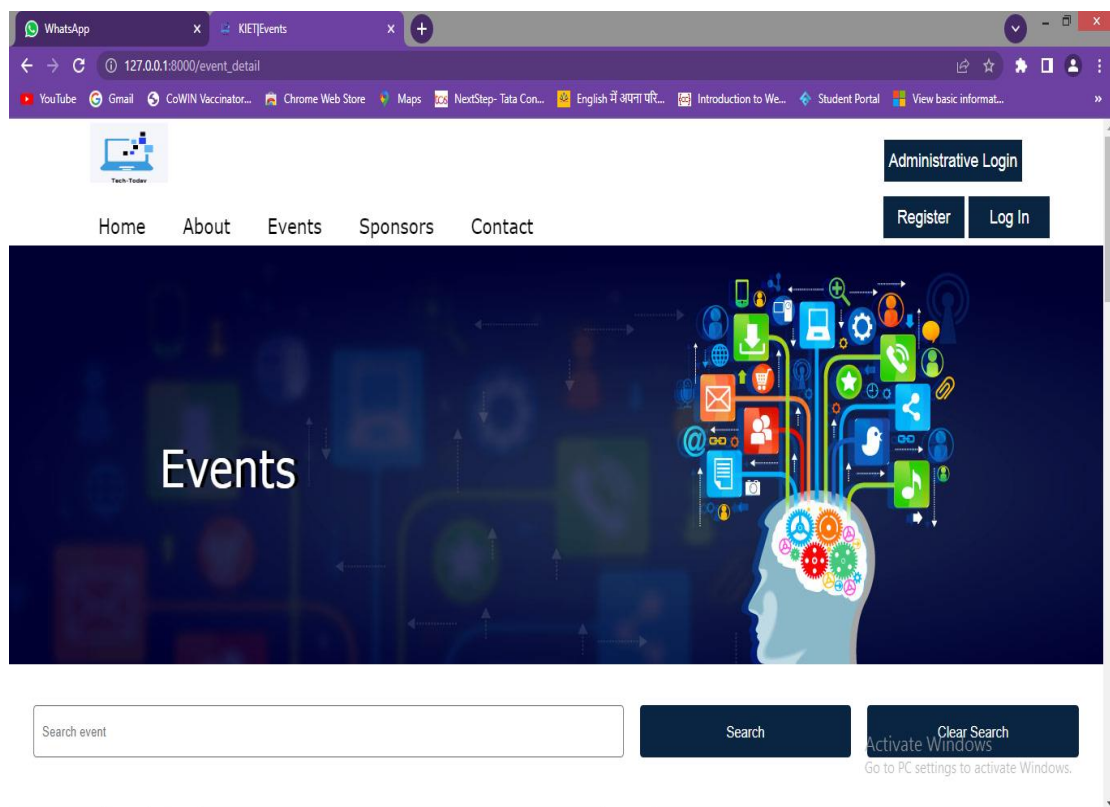 WhatsApp
KIET|Events
127.0.0.1:8000/event_detail
YouTube Gmail CoWIN Vaccinator... Chrome Web Store Maps NextStep- Tata Con... English में अपना परि... Introduction to We... Student Portal View basic informat... »
Administrative Login
Tech-Today
Home About Events Sponsors Contact
Register Log In
Events
Search event Search Clear Search
Activate Windows
Go to PC settings to activate Windows.